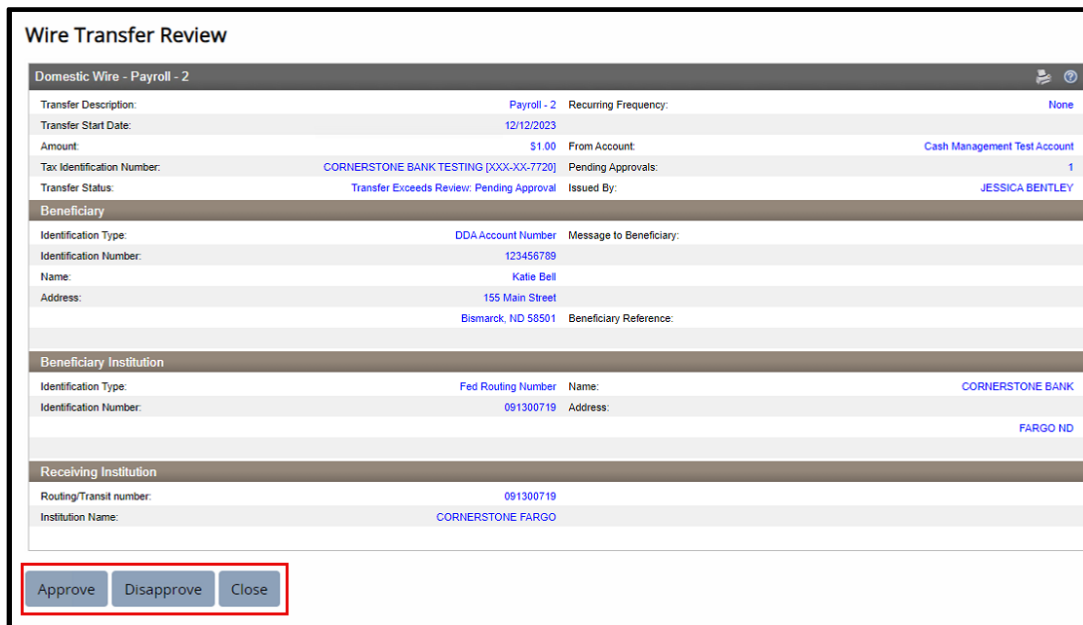 Wire Transfer Review
Domestic Wire - Payroll - 2
Transfer Description: Payroll - 2 Recurring Frequency: None
Transfer Start Date: 12/12/2023
Amount: $1.00 From Account: Cash Management Test Account
Tax Identification Number: CORNERSTONE BANK TESTING [XXX-XX-7720] Pending Approvals: 1
Transfer Status: Transfer Exceeds Review: Pending Approval Issued By: JESSICA BENTLEY
Beneficiary
Identification Type: DDA Account Number Message to Beneficiary:
Identification Number: 123456789
Name: Katie Bell
Address: 155 Main Street
Bismarck, ND 58501 Beneficiary Reference:
Beneficiary Institution
Identification Type: Fed Routing Number Name: CORNERSTONE BANK
Identification Number: 091300719 Address:
FARGO ND
Receiving Institution
Routing/Transit number: 091300719
Institution Name: CORNERSTONE FARGO
Approve Disapprove Close